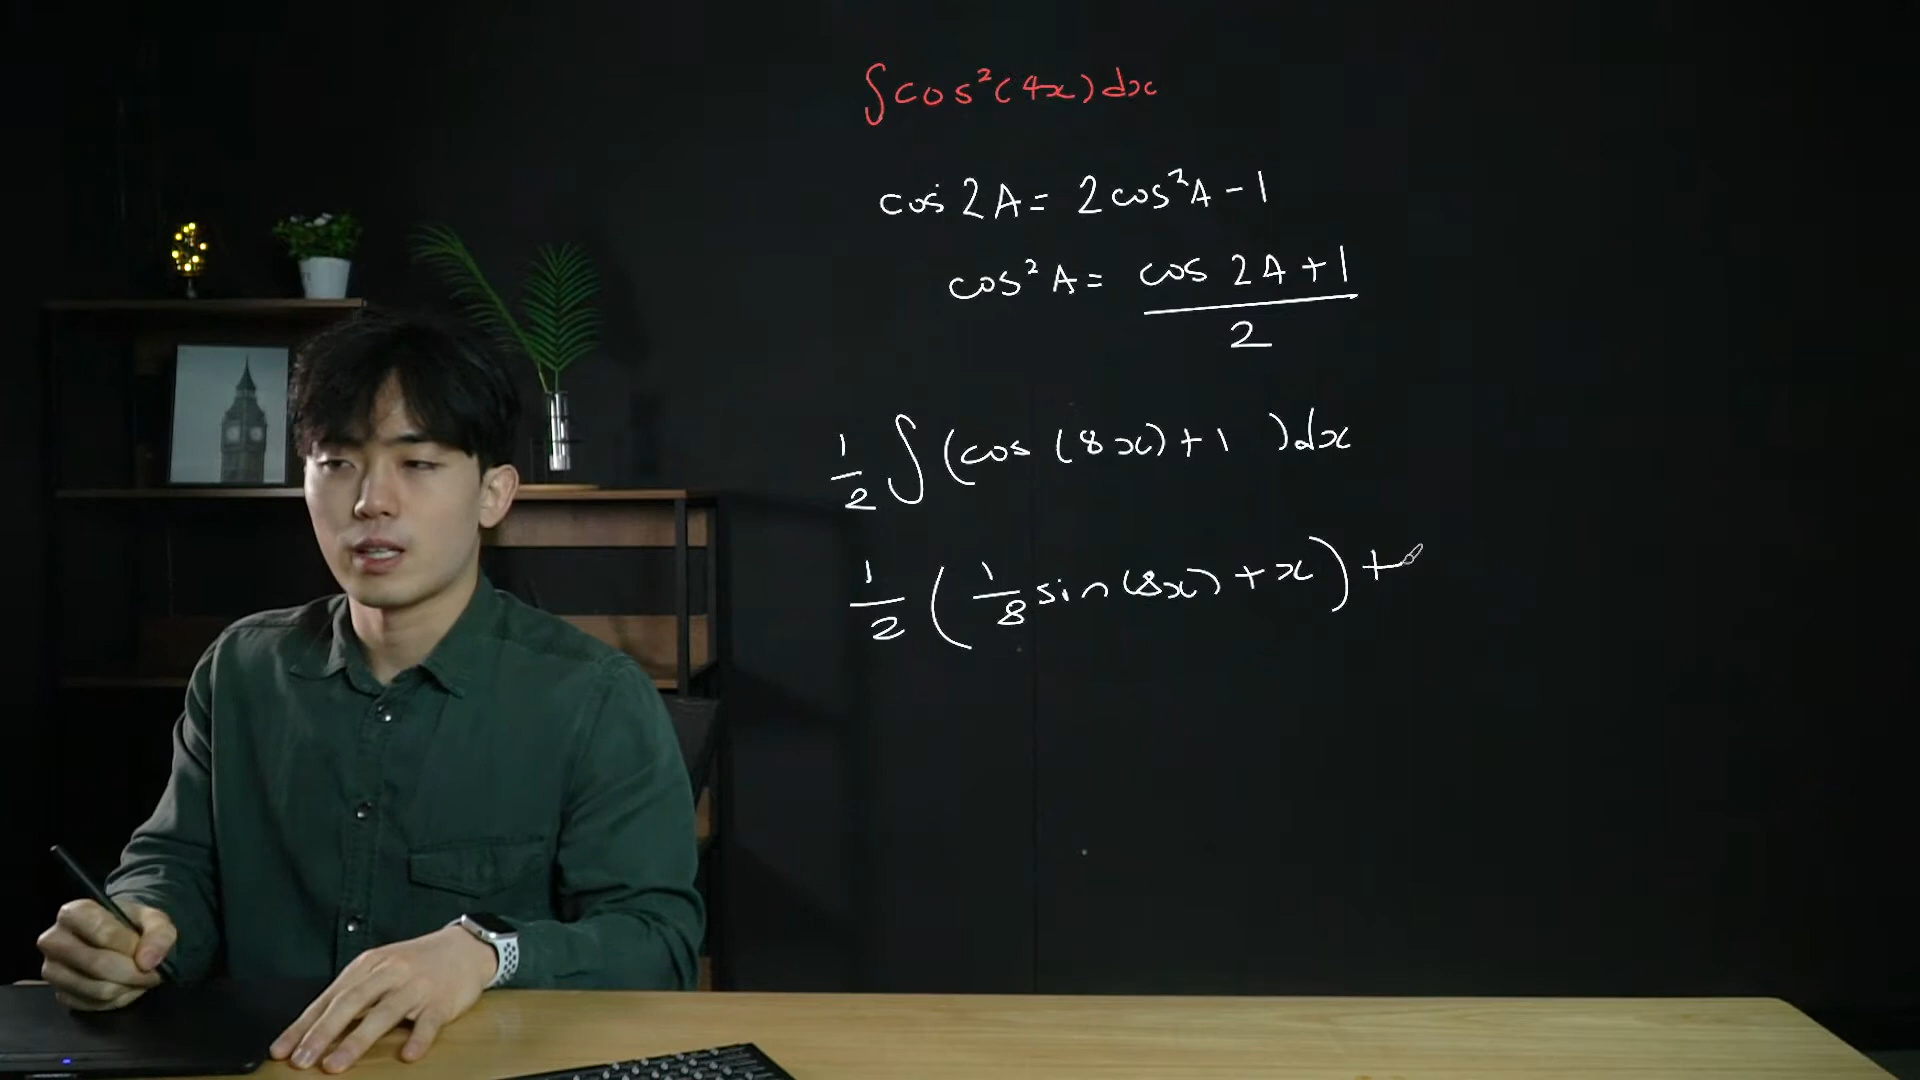 ∫cos²(4x)dx
cos 2A = 2cos²A - 1
cos²A = (cos 2A + 1)/2
1/2 ∫(cos(8x)+1 )dx
1/2 (1/8 sin(8x) + x) +